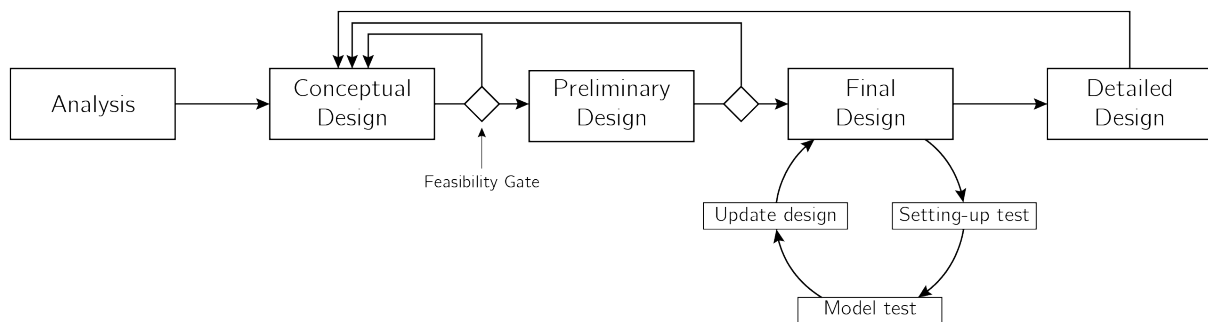 Analysis
Conceptual
Design
Preliminary
Design
Final
Design
Detailed
Design
Feasibility Gate
Update design
Setting-up test
Model test